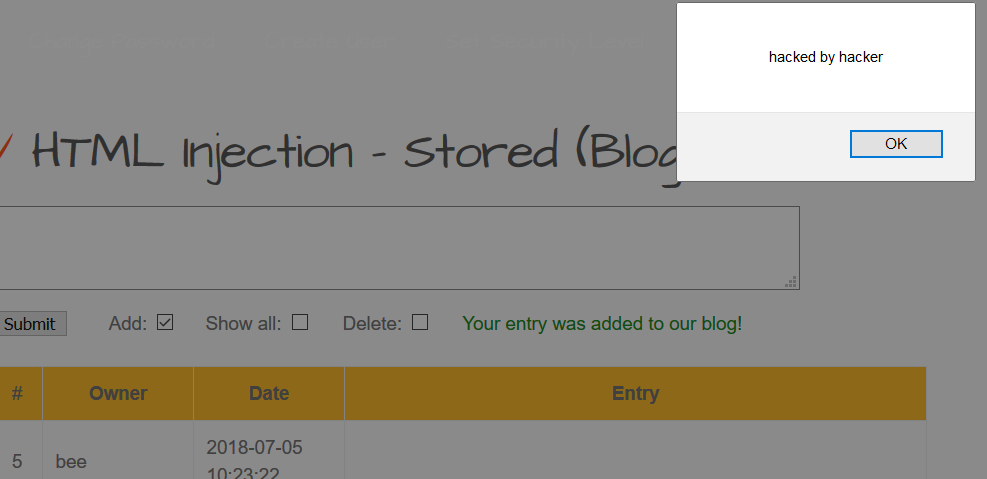 hacked by hacker
OK
HTML Injection - Stored (Blog
Submit Add: Show all: Delete: Your entry was added to our blog!
# Owner Date Entry
5 bee 2018-07-05
10:23:22